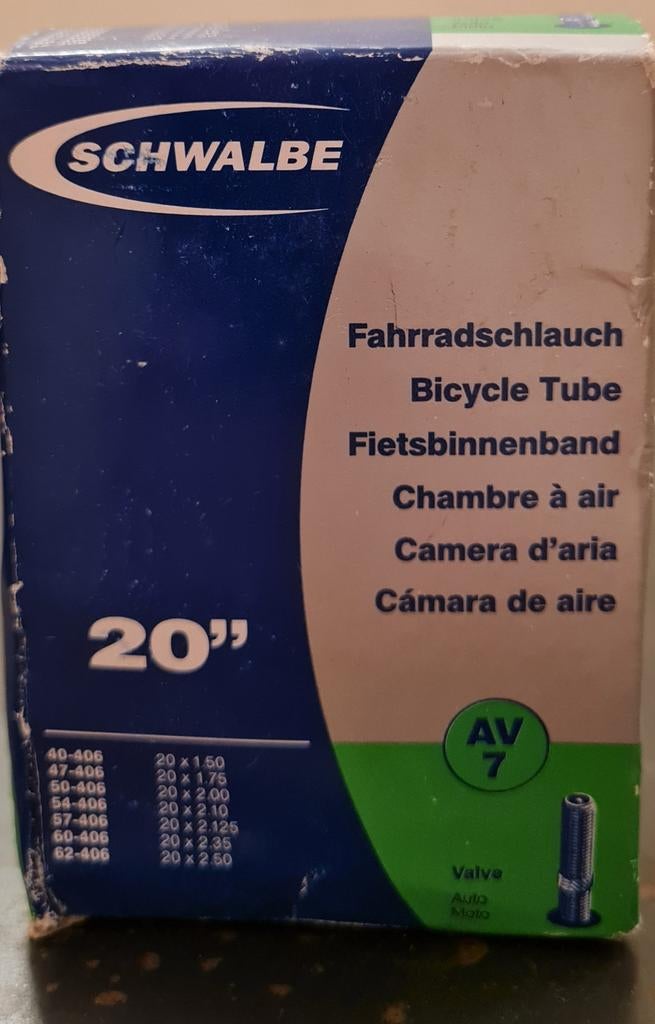 SCHWALBE
Fahrradschlauch
Bicycle Tube
Fietsbinnenband
Chambre à air
Camera d'aria
Cámara de aire
20”
40-406 20 x 1.50
47-406 20 x 1.75
50-406 20 x 2.00
54-406 20 x 2.10
57-406 20 x 2.125
60-406 20 x 2.35
62-406 20 x 2.50
AV
7
Valve
Auto
Moto